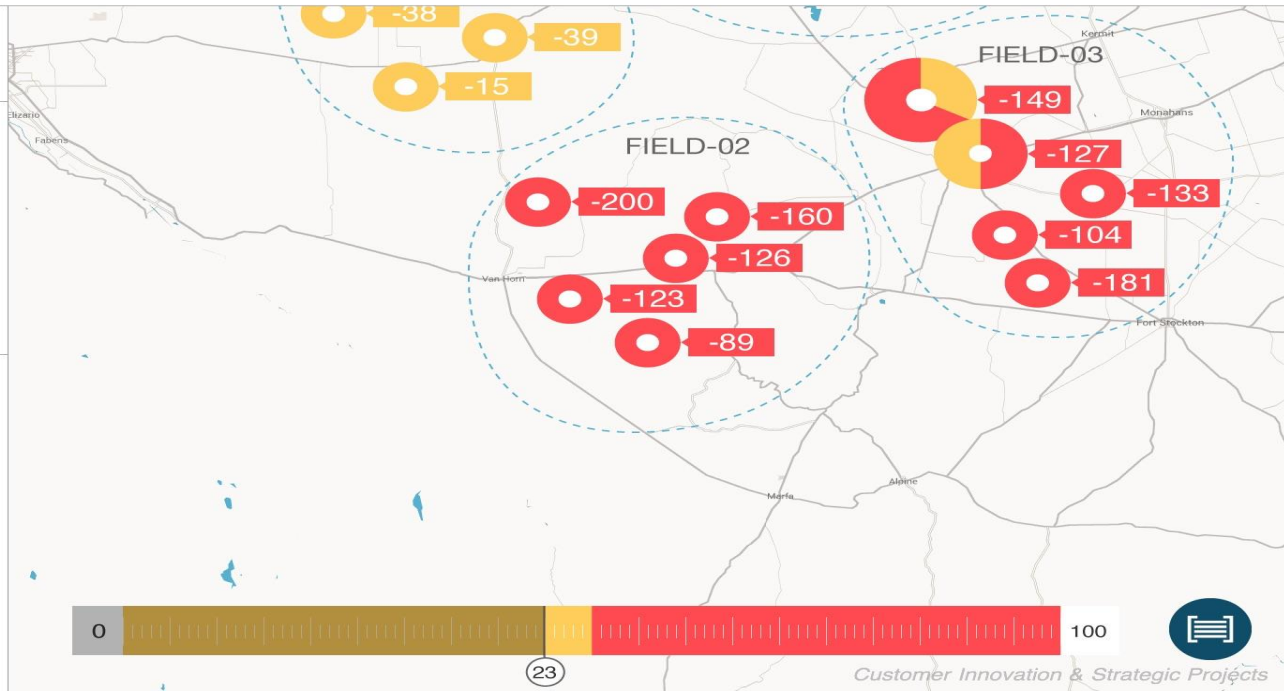 -38
-39
-15
FIELD-03
Kermit
-149
Monahans
Elizario
Fabens
FIELD-02
-127
-200
-160
-133
-104
-126
Van Horn
-123
-181
-89
Fort Stockton
Alpine
Marfa
0
100
23
Customer Innovation & Strategic Projects